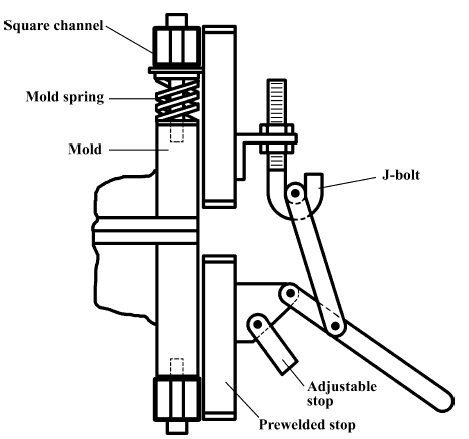 Square channel
Mold spring
Mold
J-bolt
Adjustable
stop
Prewelded stop